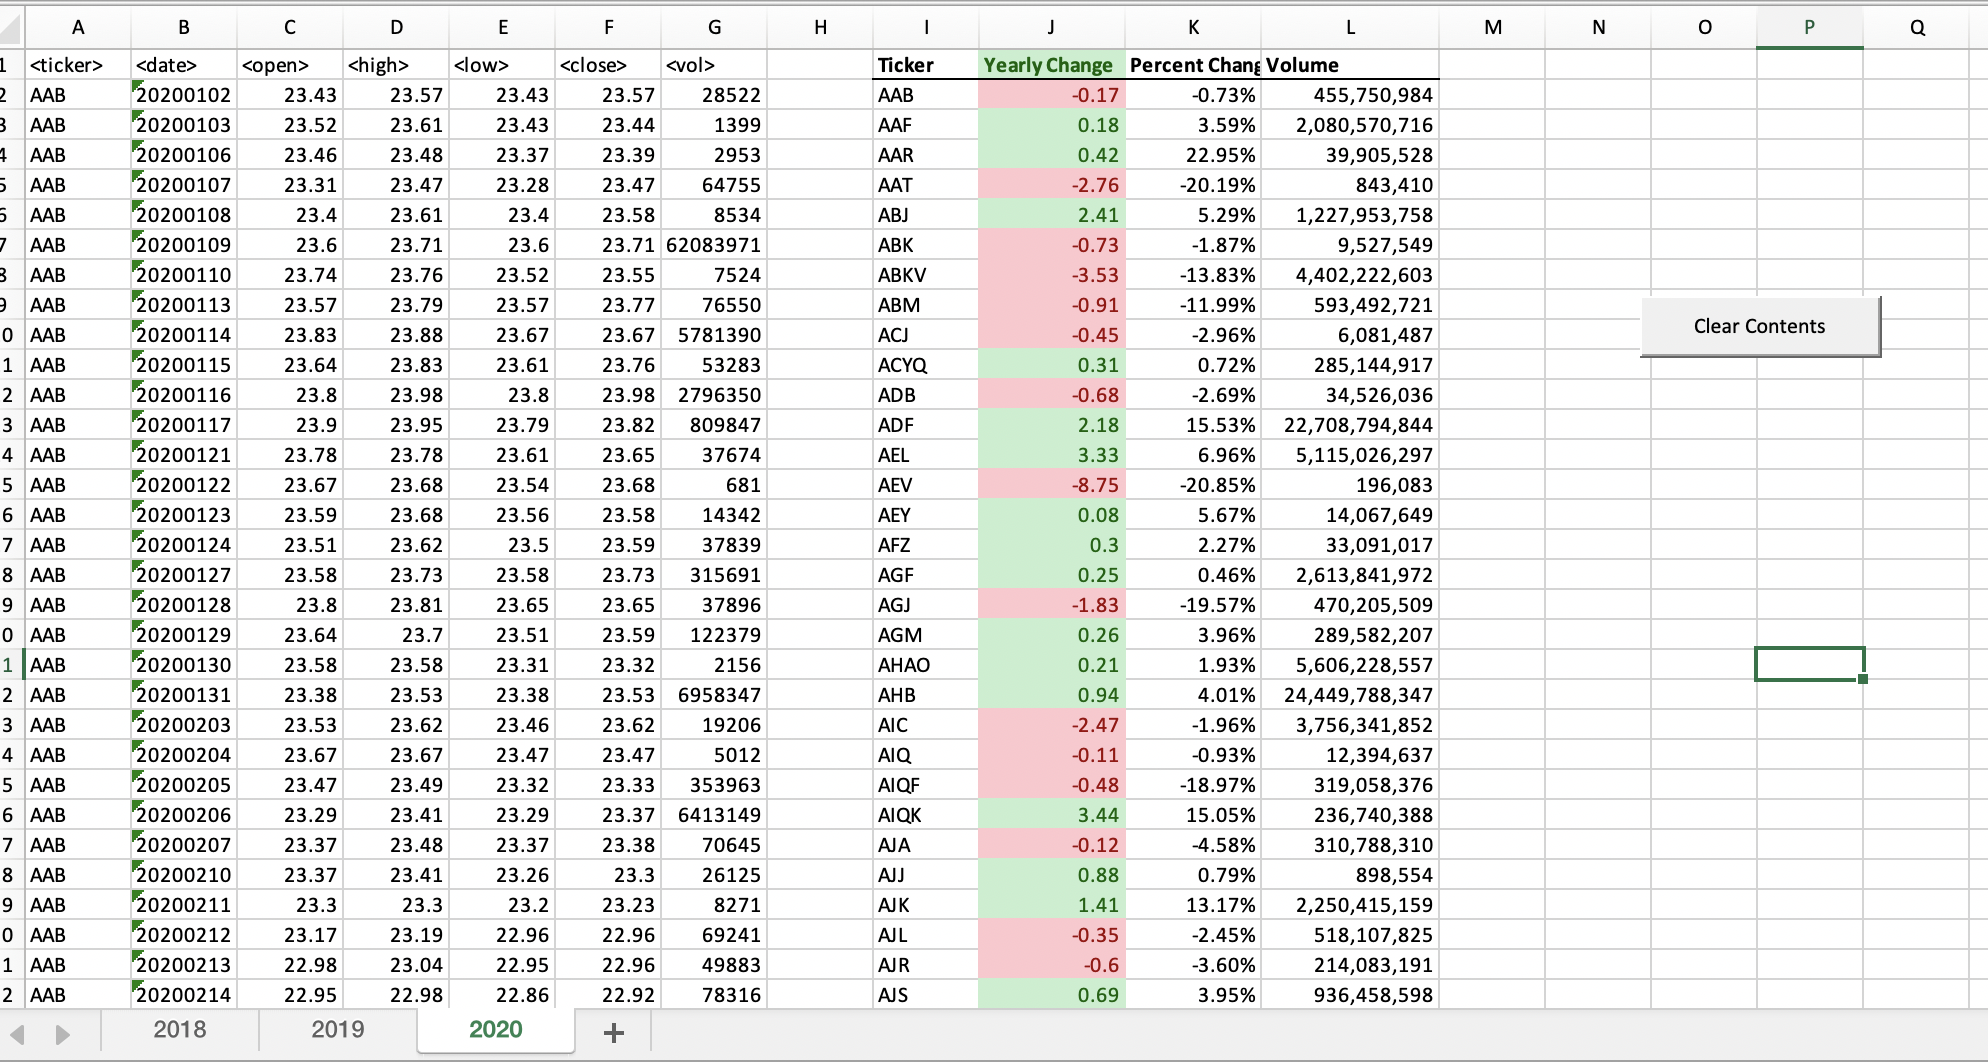 A B C D E F G H I J K L M N O P Q
1 <ticker> <date> <open> <high> <low> <close> <vol> Ticker Yearly Change Percent Chang Volume
2 AAB 20200102 23.43 23.57 23.43 23.57 28522 AAB -0.17 -0.73% 455,750,984
3 AAB 20200103 23.52 23.61 23.43 23.44 1399 AAF 0.18 3.59% 2,080,570,716
4 AAB 20200106 23.46 23.48 23.37 23.39 2953 AAR 0.42 22.95% 39,905,528
5 AAB 20200107 23.31 23.47 23.28 23.47 64755 AAT -2.76 -20.19% 843,410
6 AAB 20200108 23.4 23.61 23.4 23.58 8534 ABJ 2.41 5.29% 1,227,953,758
7 AAB 20200109 23.6 23.71 23.6 23.71 62083971 ABK -0.73 -1.87% 9,527,549
8 AAB 20200110 23.74 23.76 23.52 23.55 7524 ABKV -3.53 -13.83% 4,402,222,603
9 AAB 20200113 23.57 23.79 23.57 23.77 76550 ABM -0.91 -11.99% 593,492,721
0 AAB 20200114 23.83 23.88 23.67 23.67 5781390 ACJ -0.45 -2.96% 6,081,487
Clear Contents
1 AAB 20200115 23.64 23.83 23.61 23.76 53283 ACYQ 0.31 0.72% 285,144,917
2 AAB 20200116 23.8 23.98 23.8 23.98 2796350 ADB -0.68 -2.69% 34,526,036
3 AAB 20200117 23.9 23.95 23.79 23.82 809847 ADF 2.18 15.53% 22,708,794,844
4 AAB 20200121 23.78 23.78 23.61 23.65 37674 AEL 3.33 6.96% 5,115,026,297
5 AAB 20200122 23.67 23.68 23.54 23.68 681 AEV -8.75 -20.85% 196,083
6 AAB 20200123 23.59 23.68 23.56 23.58 14342 AEY 0.08 5.67% 14,067,649
7 AAB 20200124 23.51 23.62 23.5 23.59 37839 AFZ 0.3 2.27% 33,091,017
8 AAB 20200127 23.58 23.73 23.58 23.73 315691 AGF 0.25 0.46% 2,613,841,972
9 AAB 20200128 23.8 23.81 23.65 23.65 37896 AGJ -1.83 -19.57% 470,205,509
0 AAB 20200129 23.64 23.7 23.51 23.59 122379 AGM 0.26 3.96% 289,582,207
1 AAB 20200130 23.58 23.58 23.31 23.32 2156 AHAO 0.21 1.93% 5,606,228,557
2 AAB 20200131 23.38 23.53 23.38 23.53 6958347 AHB 0.94 4.01% 24,449,788,347
3 AAB 20200203 23.53 23.62 23.46 23.62 19206 AIC -2.47 -1.96% 3,756,341,852
4 AAB 20200204 23.67 23.67 23.47 23.47 5012 AIQ -0.11 -0.93% 12,394,637
5 AAB 20200205 23.47 23.49 23.32 23.33 353963 AIQF -0.48 -18.97% 319,058,376
6 AAB 20200206 23.29 23.41 23.29 23.37 6413149 AIQK 3.44 15.05% 236,740,388
7 AAB 20200207 23.37 23.48 23.37 23.38 70645 AJA -0.12 -4.58% 310,788,310
8 AAB 20200210 23.37 23.41 23.26 23.3 26125 AJJ 0.88 0.79% 898,554
9 AAB 20200211 23.3 23.3 23.2 23.23 8271 AJK 1.41 13.17% 2,250,415,159
0 AAB 20200212 23.17 23.19 22.96 22.96 69241 AJL -0.35 -2.45% 518,107,825
1 AAB 20200213 22.98 23.04 22.95 22.96 49883 AJR -0.6 -3.60% 214,083,191
2 AAB 20200214 22.95 22.98 22.86 22.92 78316 AJS 0.69 3.95% 936,458,598
2018 2019 2020 +